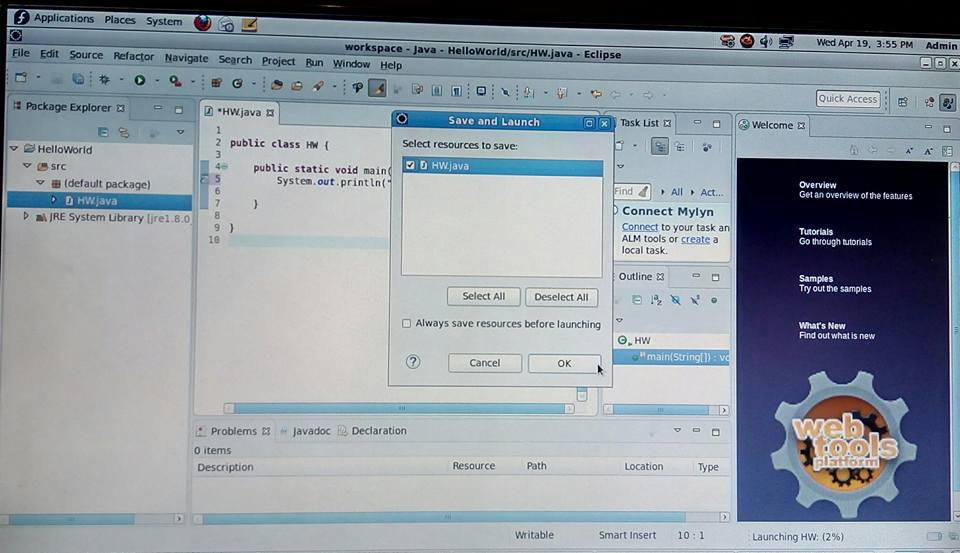 Applications Places System
Wed Apr 19, 3:55 PM Admin
workspace - Java - HelloWorld/src/HW.java - Eclipse
File Edit Source Refactor Navigate Search Project Run Window Help
Quick Access
Package Explorer
HelloWorld
src
(default package)
HW.java
JRE System Library [jre1.8.0
*HW.java
1
2 public class HW {
3
4 public static void main(
5 System.out.println("
6
7 }
8
9 }
10
Save and Launch
Select resources to save:
HW.java
Select All Deselect All
Always save resources before launching
? Cancel OK
Task List
Find All Act...
Connect Mylyn
Connect to your task an
ALM tools or create a
local task.
Outline
HW
main(String[]) : vo
Welcome
Overview
Get an overview of the features
Tutorials
Go through tutorials
Samples
Try out the samples
What's New
Find out what is new
web
tools
platform
Problems Javadoc Declaration
0 items
Description Resource Path Location Type
Writable Smart Insert 10 : 1 Launching HW: (2%)